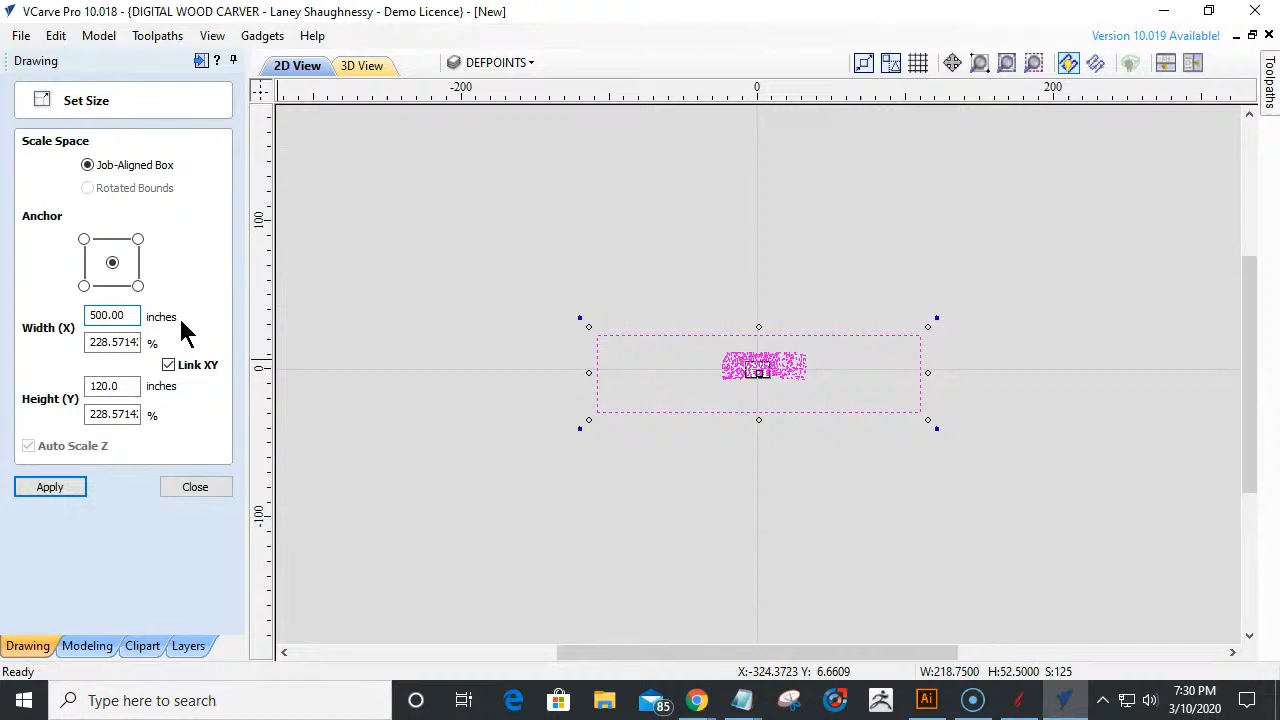 VCarve Pro 10.018 - {DIGITAL WOOD CARVER - Laney Shaughnessy - Demo Licence} - [New]
File Edit Model Toolpaths View Gadgets Help Version 10.019 Available!
Drawing ?
2D View 3D View DEFPOINTS
Set Size
Scale Space
Job-Aligned Box
Rotated Bounds
Anchor
Width (X)
500.00 inches
228.5714 %
Link XY
Height (Y)
120.0 inches
228.5714 %
Auto Scale Z
Apply Close
-200 0 200
100
0
-100
Toolpaths
Drawing Modeling Clipart Layers
Ready X:-324.3723 Y: 6.6609 W:218.7500 H:52.5000 S:125
Type here to search
85
Ai
7:30 PM
3/10/2020